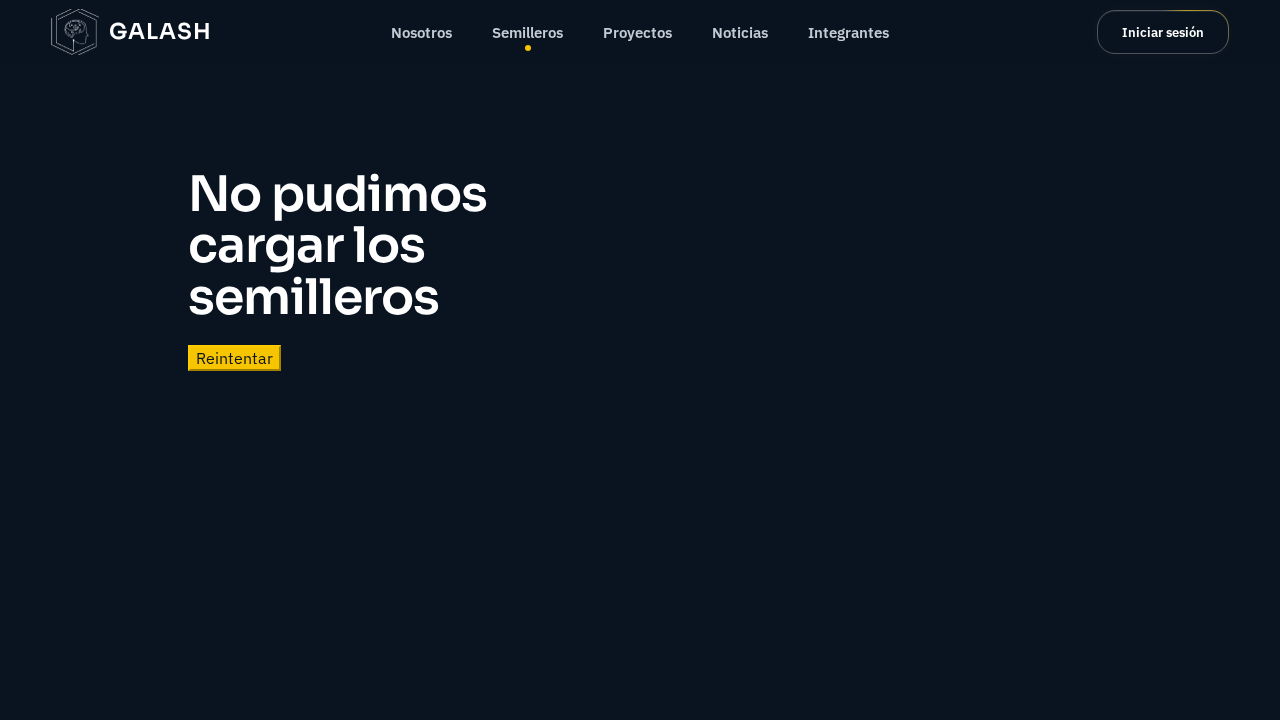 GALASH
Nosotros
Semilleros
Proyectos
Noticias
Integrantes
Iniciar sesión
No pudimos
cargar los
semilleros
Reintentar